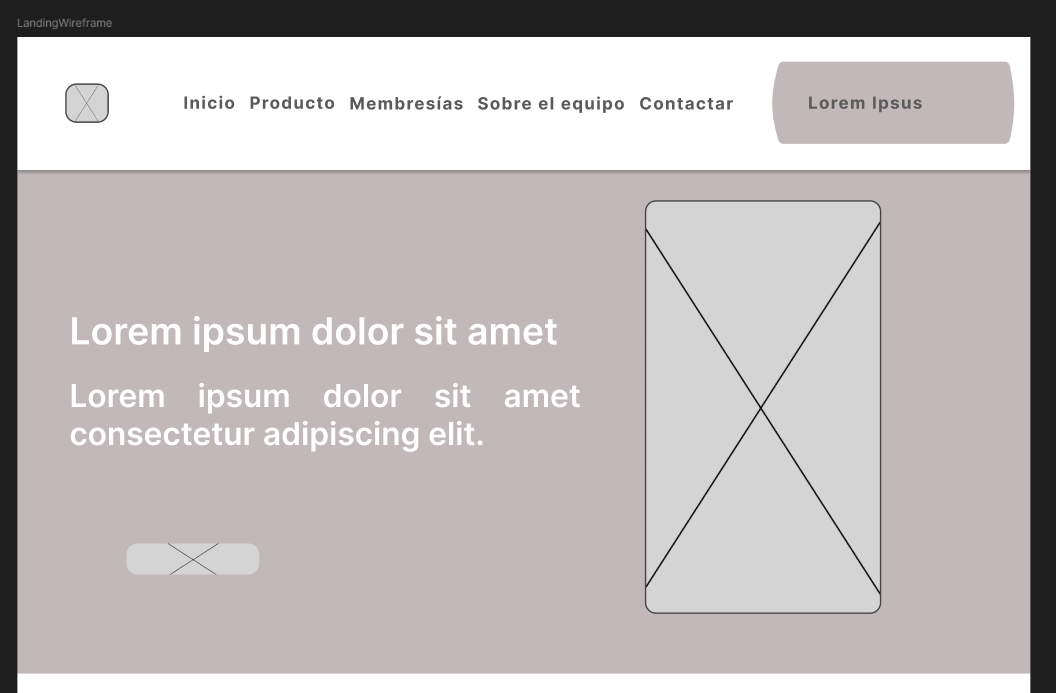 LandingWireframe
Inicio Producto Membresías Sobre el equipo Contactar Lorem Ipsus
Lorem ipsum dolor sit amet
Lorem ipsum dolor sit amet
consectetur adipiscing elit.